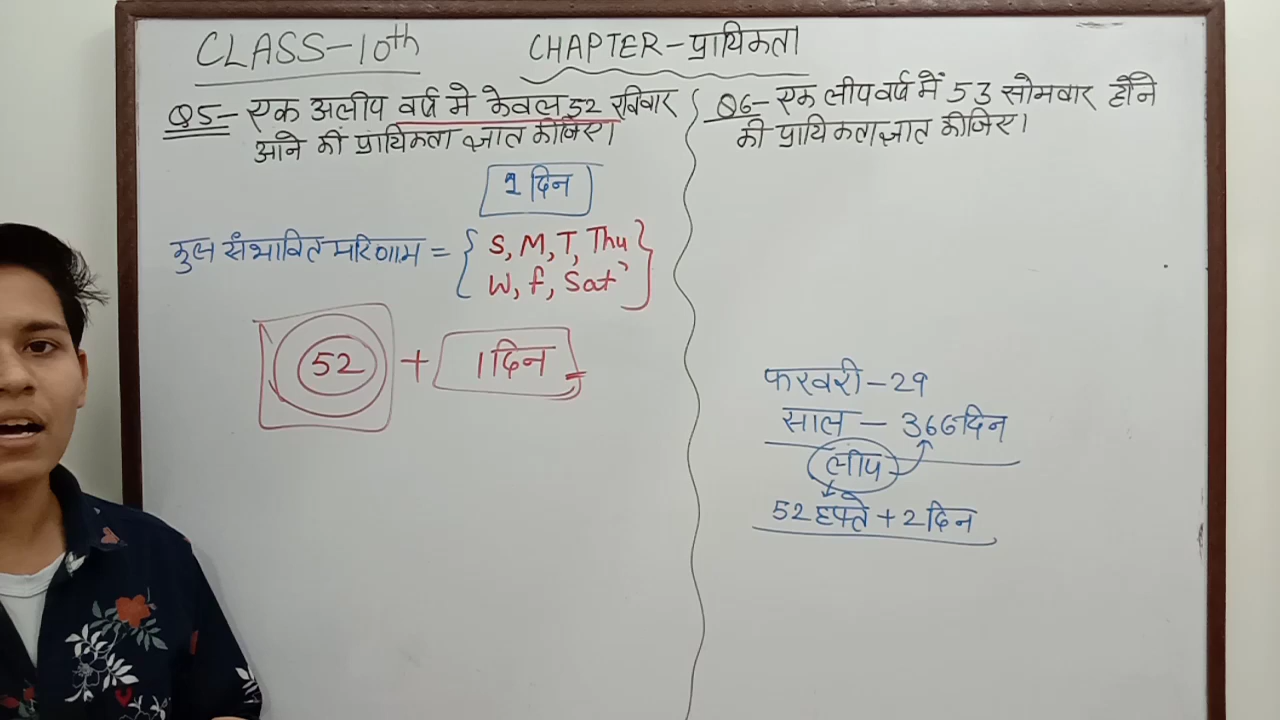 CLASS-10th
CHAPTER-प्रायिकता
Q5- एक अलीप वर्ष मे केवल 52 रविवार
आने की प्रायिकता ज्ञात कीजिए।
1 दिन
कुल संभावित परिणाम = { S, M, T, Thu
W, f, Sat }
52 + 1 दिन
Q6- एक लीप वर्ष में 53 सोमवार होने
की प्रायिकता ज्ञात कीजिए।
फरवरी - 29
साल - 366 दिन
लीप
52 हफ्ते + 2 दिन